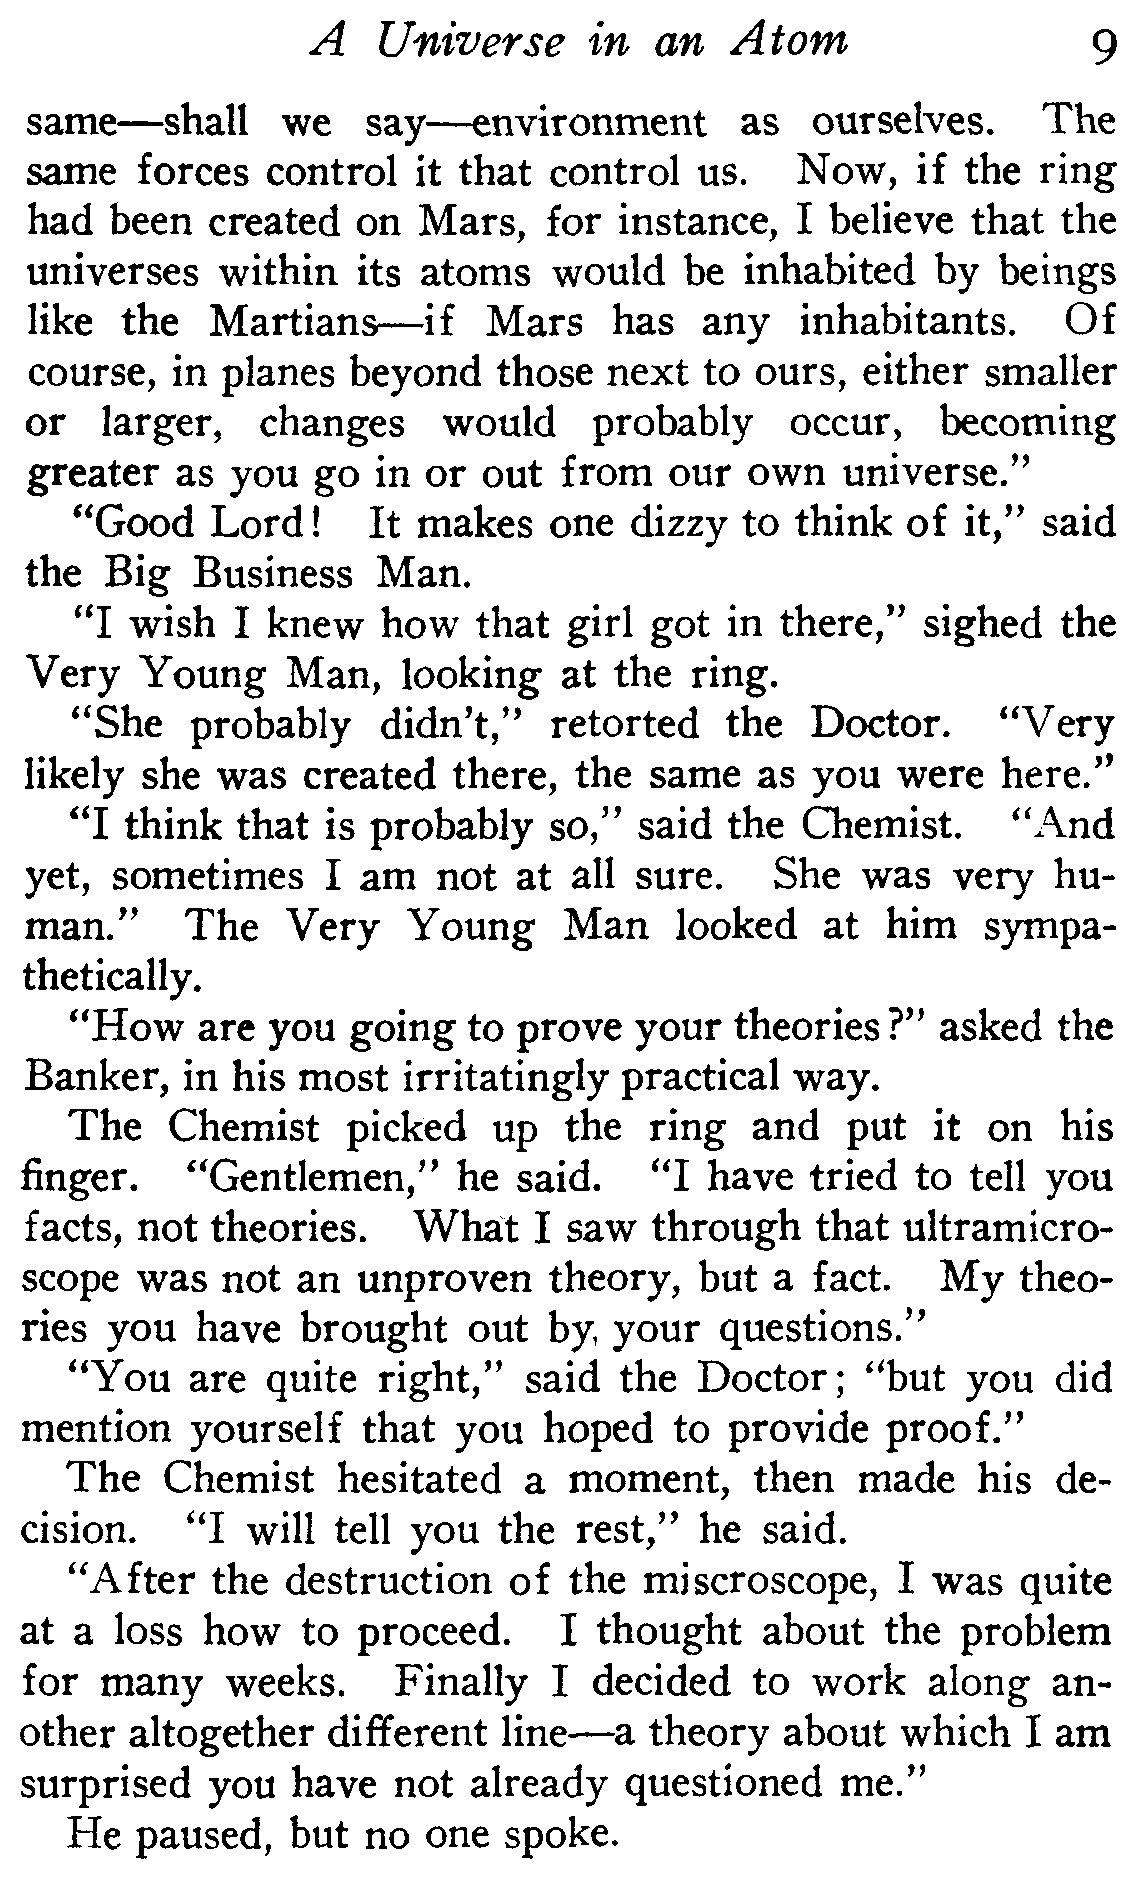 A Universe in an Atom 9
same—shall we say—environment as ourselves. The
same forces control it that control us. Now, if the ring
had been created on Mars, for instance, I believe that the
universes within its atoms would be inhabited by beings
like the Martians—if Mars has any inhabitants. Of
course, in planes beyond those next to ours, either smaller
or larger, changes would probably occur, becoming
greater as you go in or out from our own universe."
"Good Lord! It makes one dizzy to think of it," said
the Big Business Man.
"I wish I knew how that girl got in there," sighed the
Very Young Man, looking at the ring.
"She probably didn't," retorted the Doctor. "Very
likely she was created there, the same as you were here."
"I think that is probably so," said the Chemist. "And
yet, sometimes I am not at all sure. She was very hu-
man." The Very Young Man looked at him sympa-
thetically.
"How are you going to prove your theories?" asked the
Banker, in his most irritatingly practical way.
The Chemist picked up the ring and put it on his
finger. "Gentlemen," he said. "I have tried to tell you
facts, not theories. What I saw through that ultramicro-
scope was not an unproven theory, but a fact. My theo-
ries you have brought out by, your questions."
"You are quite right," said the Doctor; "but you did
mention yourself that you hoped to provide proof."
The Chemist hesitated a moment, then made his de-
cision. "I will tell you the rest," he said.
"After the destruction of the miscroscope, I was quite
at a loss how to proceed. I thought about the problem
for many weeks. Finally I decided to work along an-
other altogether different line—a theory about which I am
surprised you have not already questioned me."
He paused, but no one spoke.